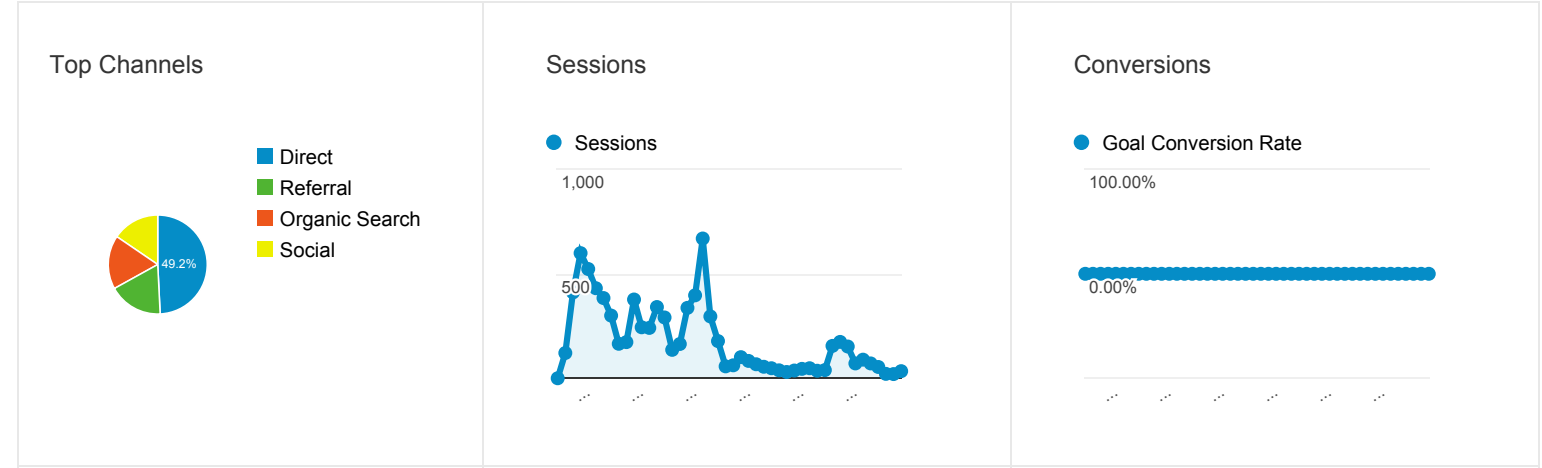 Top Channels
Direct
Referral
Organic Search
Social
49.2%
Sessions
Sessions
1,000
500
...
...
...
...
...
...
Conversions
Goal Conversion Rate
100.00%
0.00%
...
...
...
...
...
...